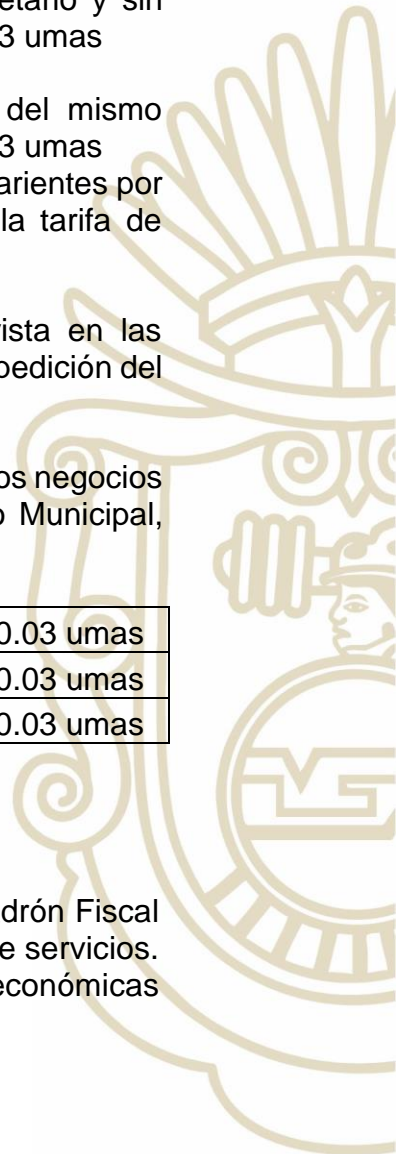 etario y sin
3 umas
del mismo
3 umas
arientes por
la tarifa de
ista en las
pedición del
os negocios
o Municipal,
0.03 umas
0.03 umas
0.03 umas
drón Fiscal
e servicios.
económicas